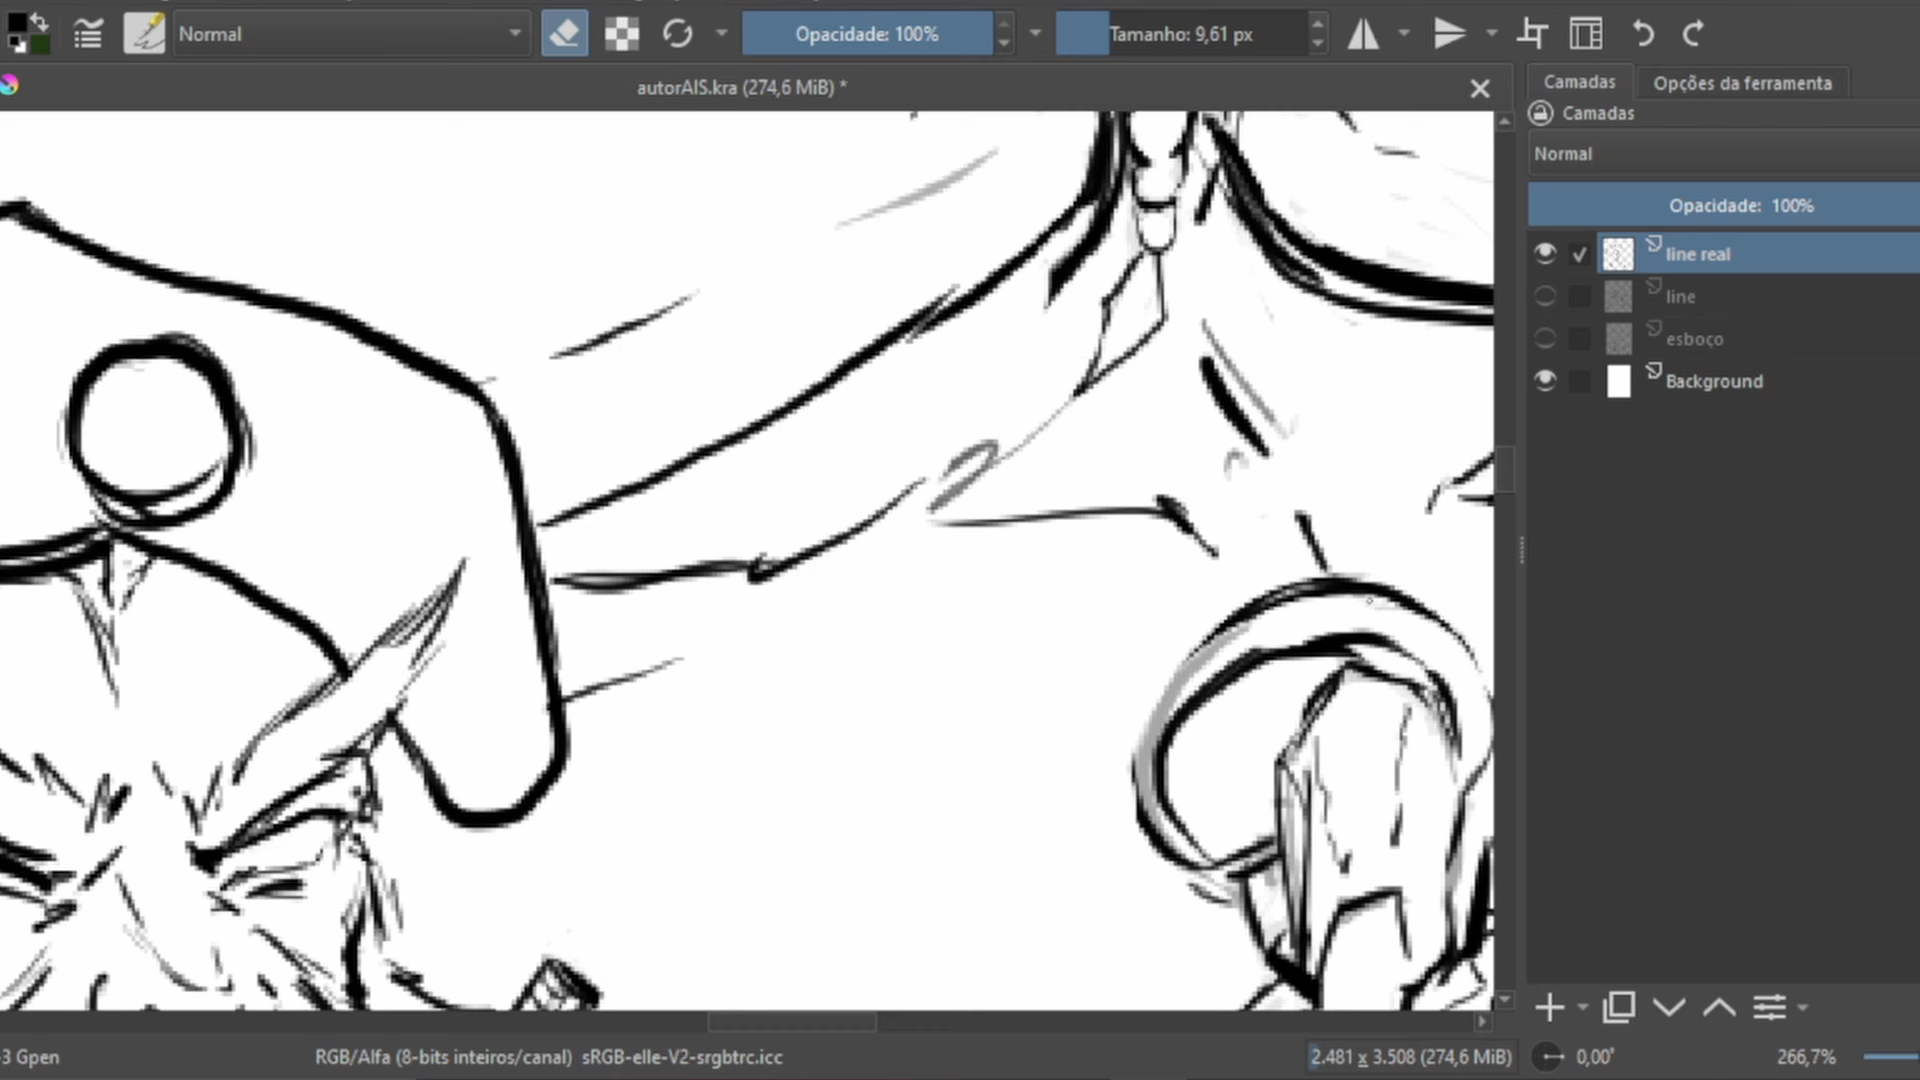 Normal
Opacidade: 100%
Tamanho: 9,61 px
autorAIS.kra (274,6 MiB) *
Camadas
Opções da ferramenta
Camadas
Normal
Opacidade: 100%
line real
line
esboço
Background
3 Gpen
RGB/Alfa (8-bits inteiros/canal) sRGB-elle-V2-srgbtrc.icc
2.481 x 3.508 (274,6 MiB)
0,00°
266,7%